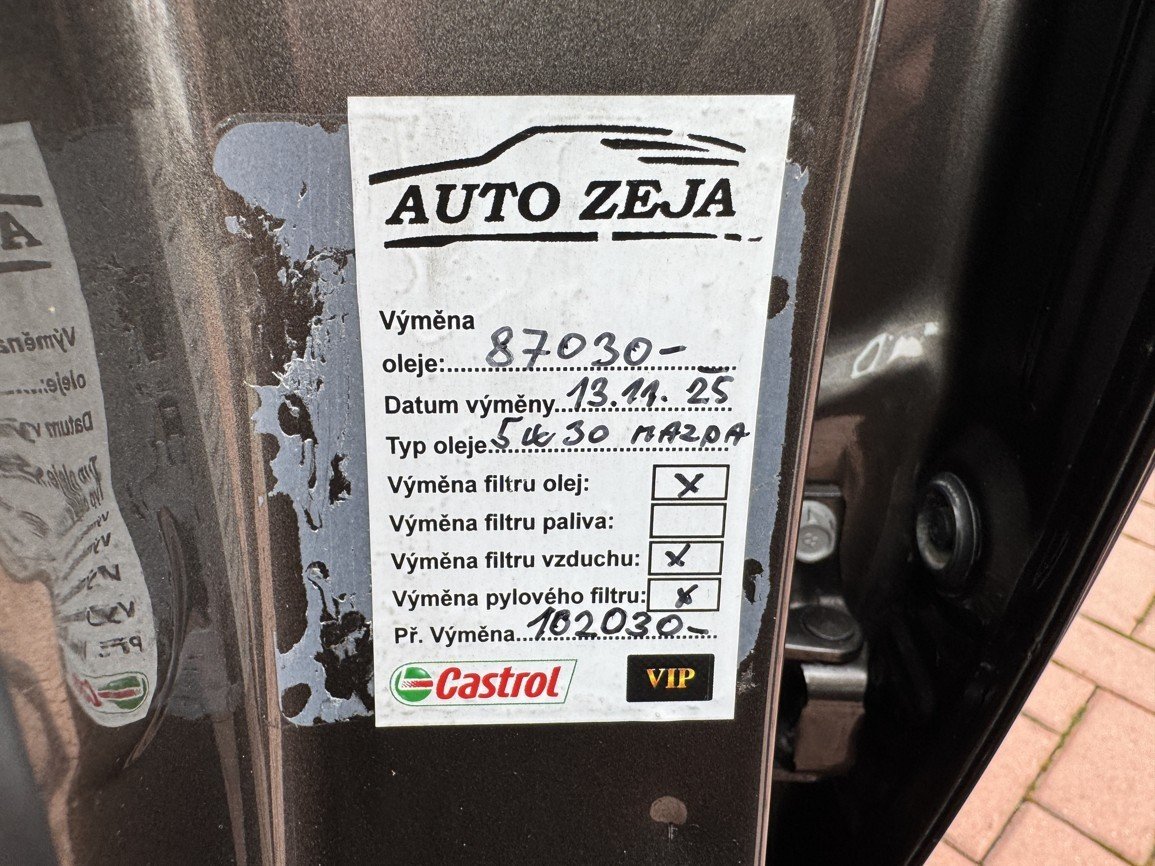 AUTO ZEJA
Výměna
oleje:........87030-........
Datum výměny...13.11.25
Typ oleje..5W30 MAZDA
Výměna filtru olej: X
Výměna filtru paliva:
Výměna filtru vzduchu: X
Výměna pylového filtru: X
Př. Výměna...102030-
Castrol
VIP